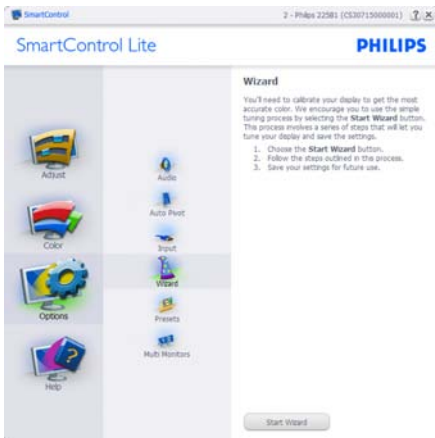 SmartControl
2 - Philips 225B1 (CS30715000001)
SmartControl Lite
PHILIPS
Adjust
Color
Options
Help
Audio
Auto Pivot
Input
Wizard
Presets
Multi Monitors
Wizard
You'll need to calibrate your display to get the most
accurate color. We encourage you to use the simple
tuning process by selecting the Start Wizard button.
This process involves a series of steps that will let you
tune your display and save the settings.
1. Choose the Start Wizard button.
2. Follow the steps outlined in this process.
3. Save your settings for future use.
Start Wizard